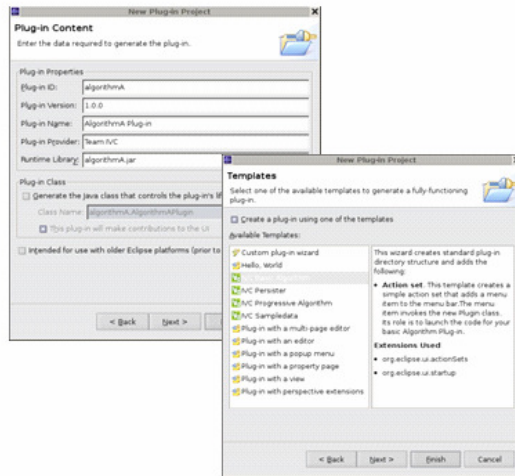 New Plug-in Project
Plug-in Content
Enter the data required to generate the plug-in.
Plug-in Properties
Plug-in ID: algorithmA
Plug-in Version: 1.0.0
Plug-in Name: AlgorithmA Plug-in
Plug-in Provider: Team IVC
Runtime Library: algorithmA.jar
Plug-in Class
Generate the Java class that controls the plug-in's lif
Class Name: algorithmA.AlgorithmAPlugin
This plug-in will make contributions to the UI
Intended for use with older Eclipse platforms (prior to
< Back Next >
New Plug-in Project
Templates
Select one of the available templates to generate a fully-functioning
plug-in.
Create a plug-in using one of the templates
Available Templates:
Custom plug-in wizard
Hello, World
IVC Persister
IVC Progressive Algorithm
IVC Sampledata
Plug-in with a multi-page editor
Plug-in with an editor
Plug-in with a popup menu
Plug-in with a property page
Plug-in with a view
Plug-in with perspective extensions
This wizard creates standard plug-in
directory structure and adds the
following:
• Action set. This template creates a
simple action set that adds a menu
item to the menu bar.The menu
item invokes the new Plugin class.
Its role is to launch the code for your
basic Algorithm Plug-in.
Extensions Used
• org.eclipse.ui.actionSets
• org.eclipse.ui.startup
< Back Next > Finish Cancel